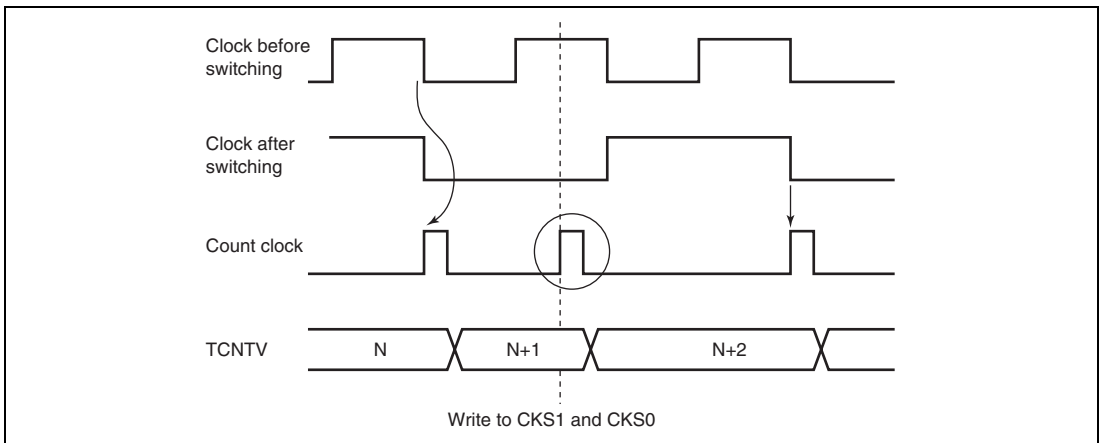 Clock before
switching
Clock after
switching
Count clock
TCNTV
N
N+1
N+2
Write to CKS1 and CKS0